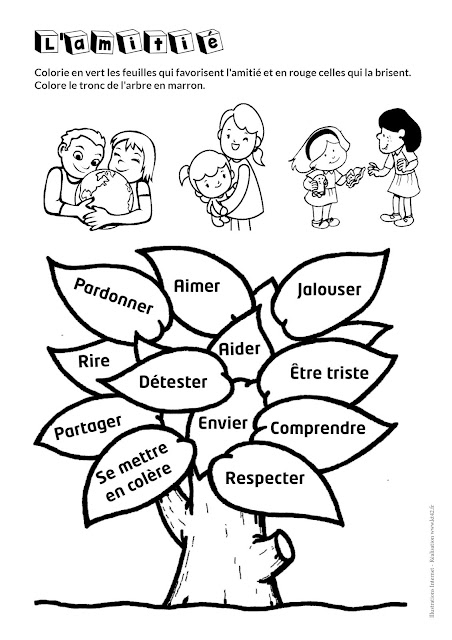 L'amitié
Colorie en vert les feuilles qui favorisent l'amitié et en rouge celles qui la brisent.
Colore le tronc de l'arbre en marron.
Pardonner
Aimer
Jalouser
Rire
Aider
Détester
Être triste
Partager
Envier
Comprendre
Se mettre
en colère
Respecter